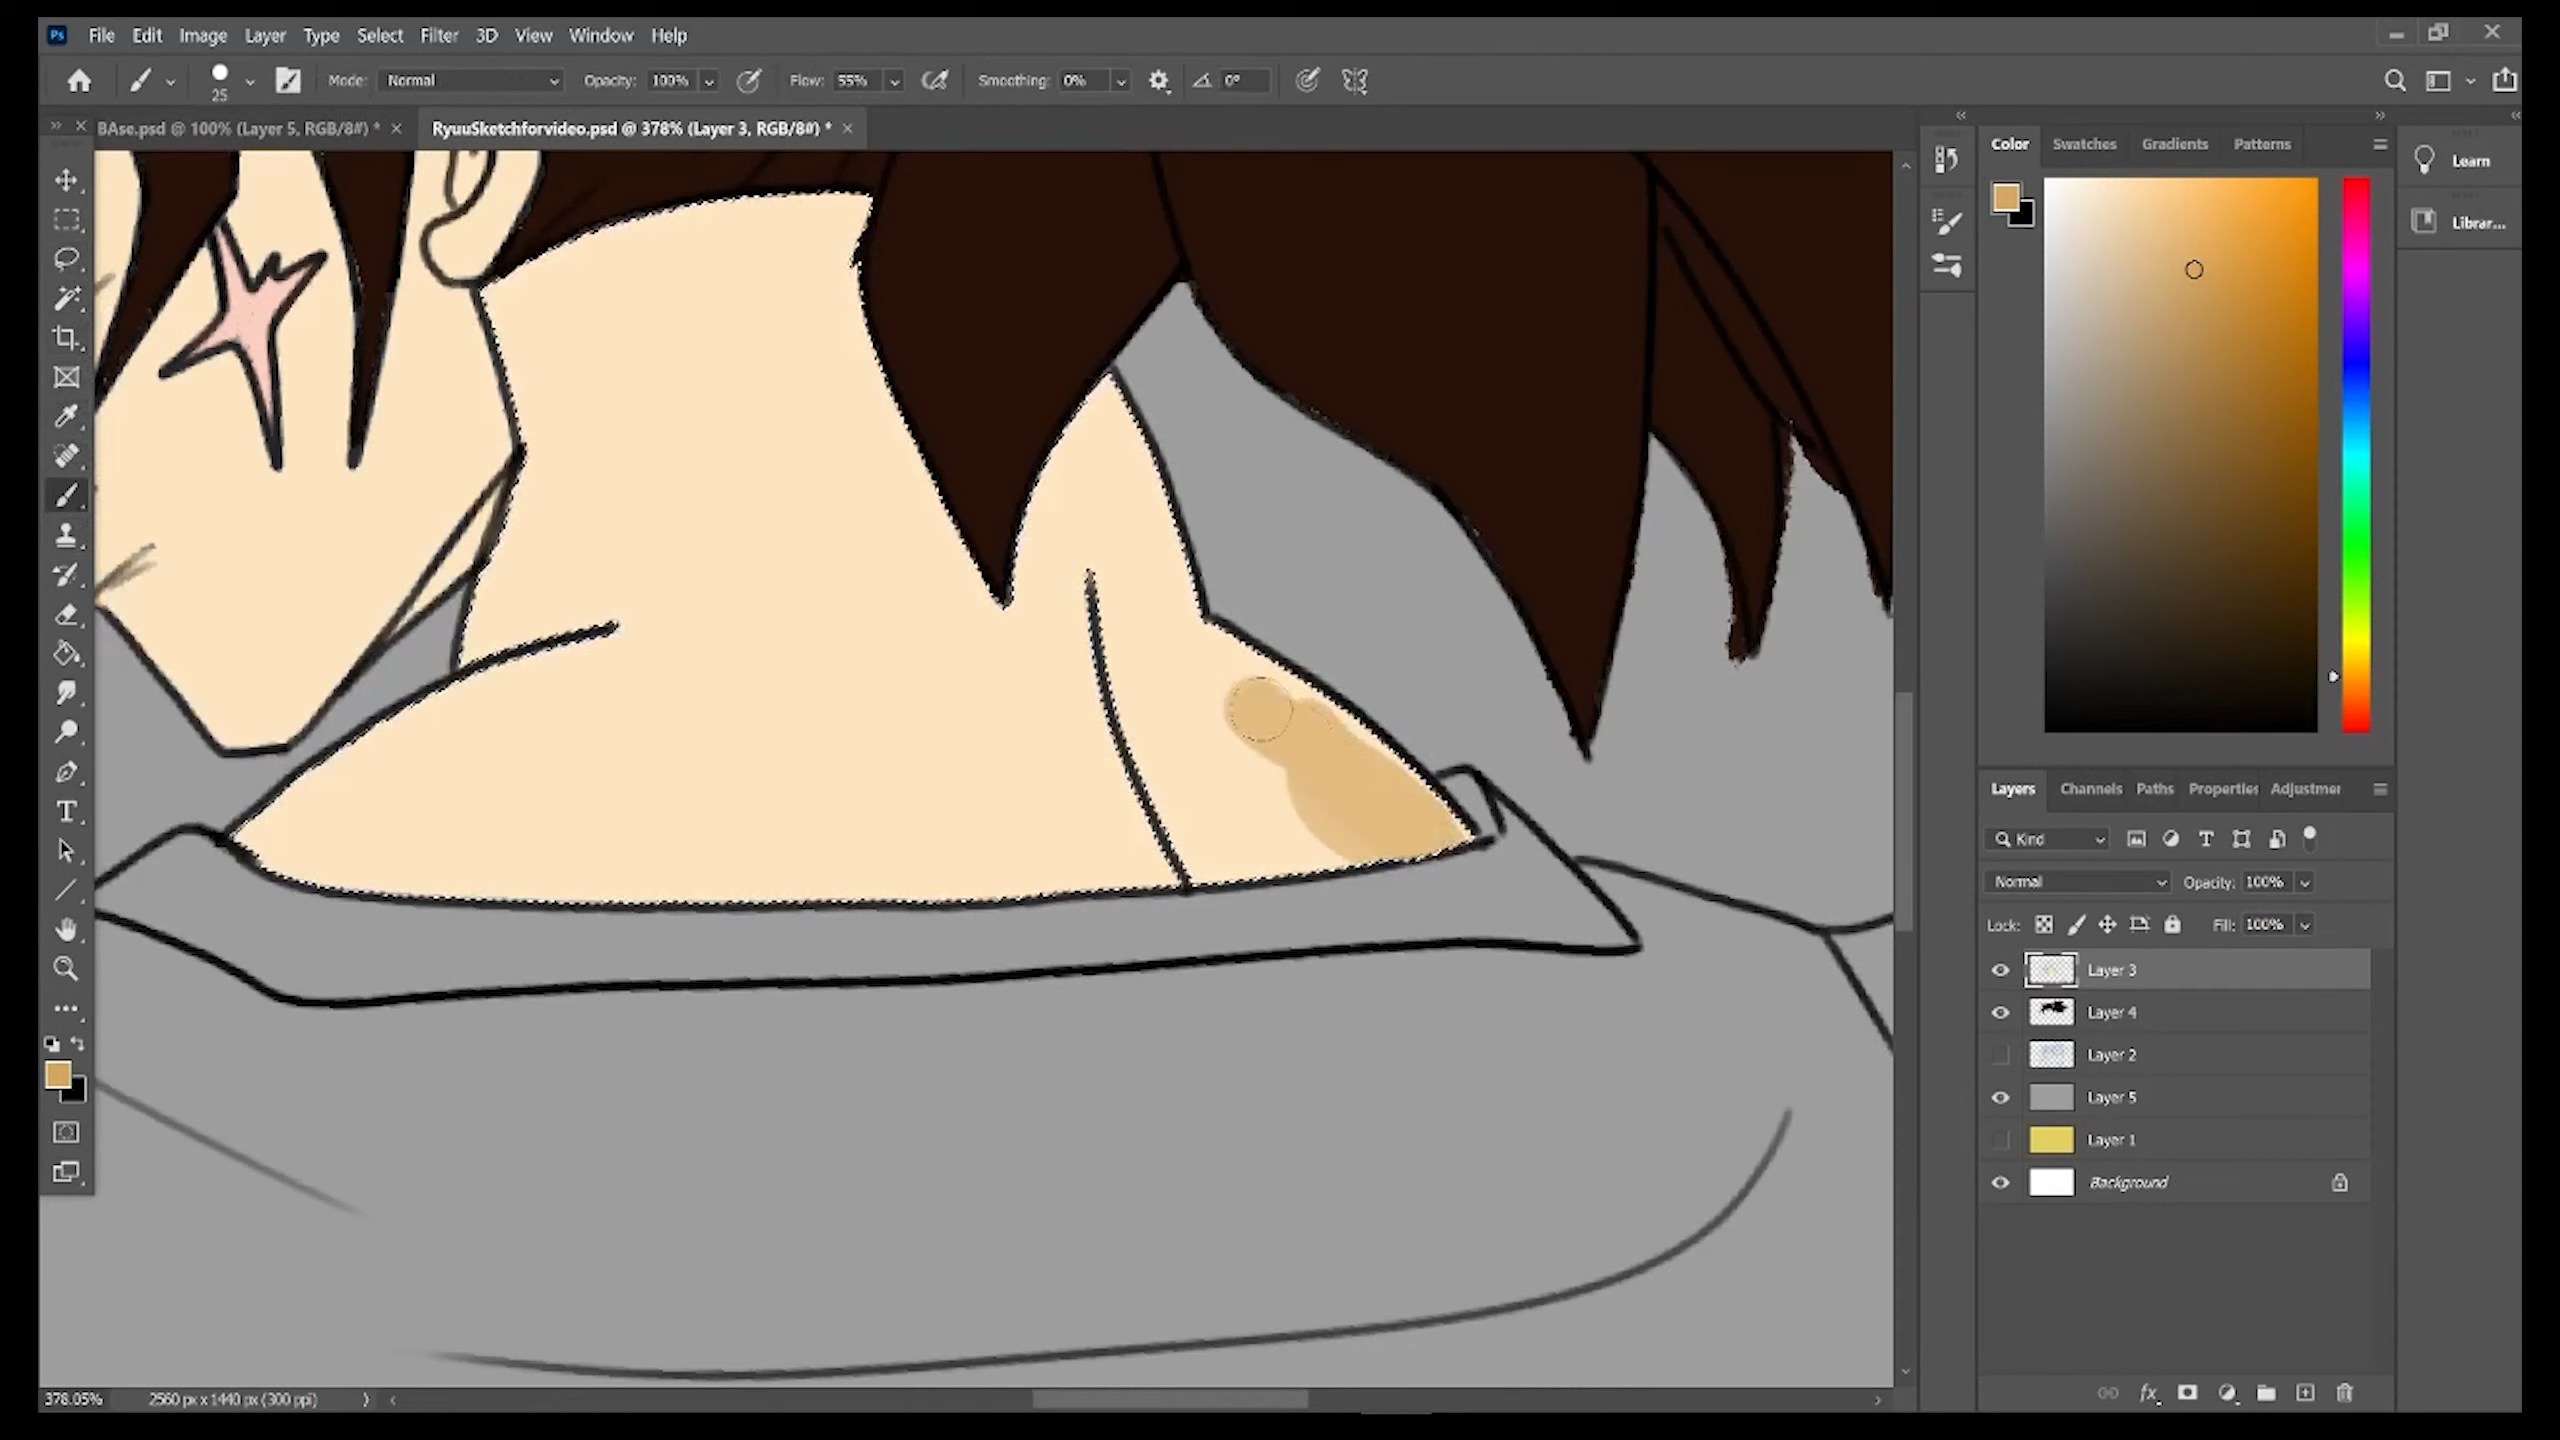 Ps File Edit Image Layer Type Select Filter 3D View Window Help
25 Mode: Normal Opacity: 100% Flow: 55% Smoothing: 0% 0°
BAse.psd @ 100% (Layer 5, RGB/8#) * RyuuSketchforvideo.psd @ 378% (Layer 3, RGB/8#) *
Color Swatches Gradients Patterns
Learn
Librar...
Layers Channels Paths Properties Adjustmer
Kind
Normal Opacity: 100%
Lock: Fill: 100%
Layer 3
Layer 4
Layer 2
Layer 5
Layer 1
Background
378.05% 2560 px x 1440 px (300 ppi)